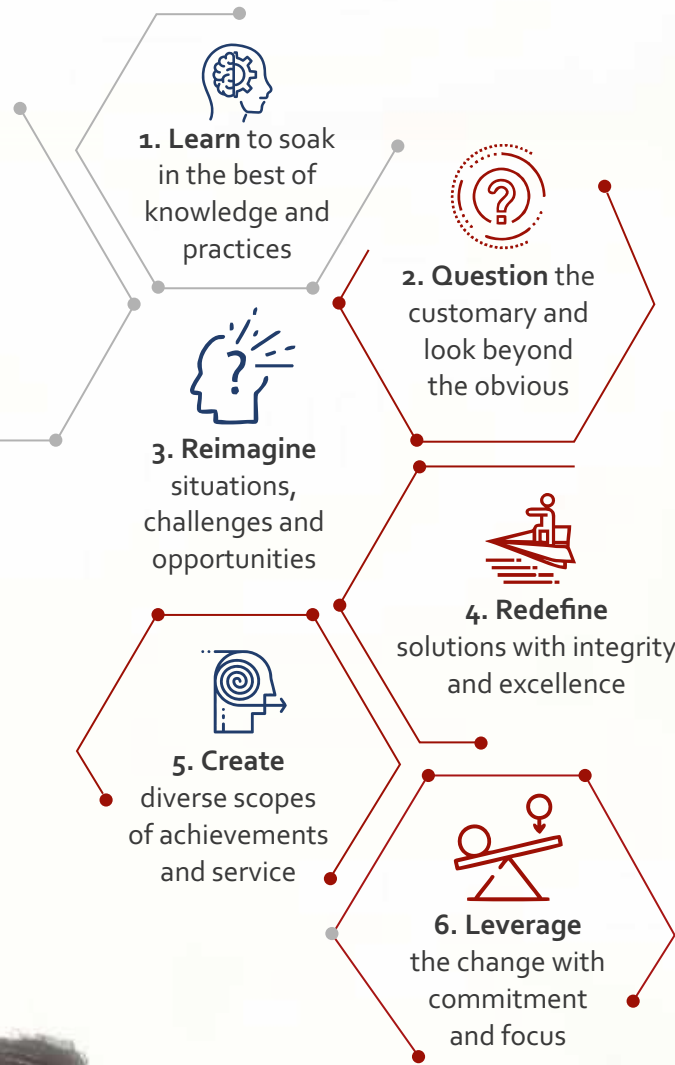 1. Learn to soak
in the best of
knowledge and
practices
2. Question the
customary and
look beyond
the obvious
3. Reimagine
situations,
challenges and
opportunities
4. Redefine
solutions with integrity
and excellence
5. Create
diverse scopes
of achievements
and service
6. Leverage
the change with
commitment
and focus